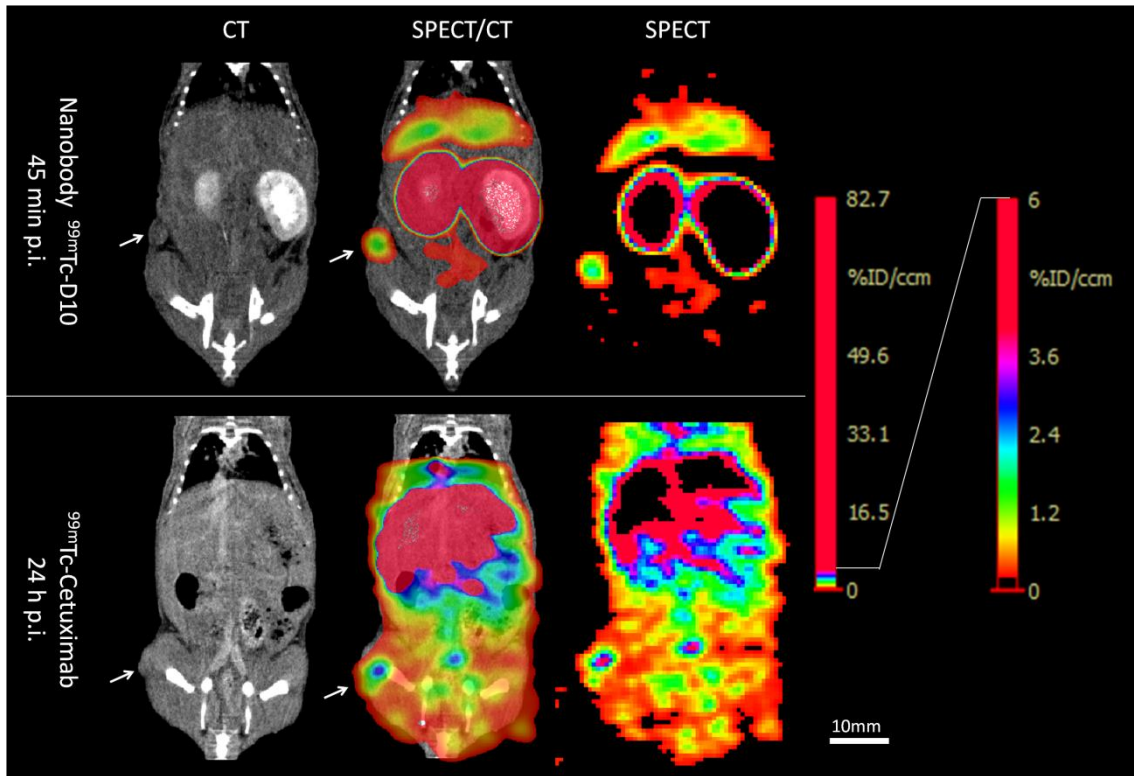 CT
SPECT/CT
SPECT
Nanobody ⁹⁹ᵐTc-D10
45 min p.i.
⁹⁹ᵐTc-Cetuximab
24 h p.i.
82.7
%ID/ccm
49.6
33.1
16.5
0
6
%ID/ccm
3.6
2.4
1.2
0
10mm